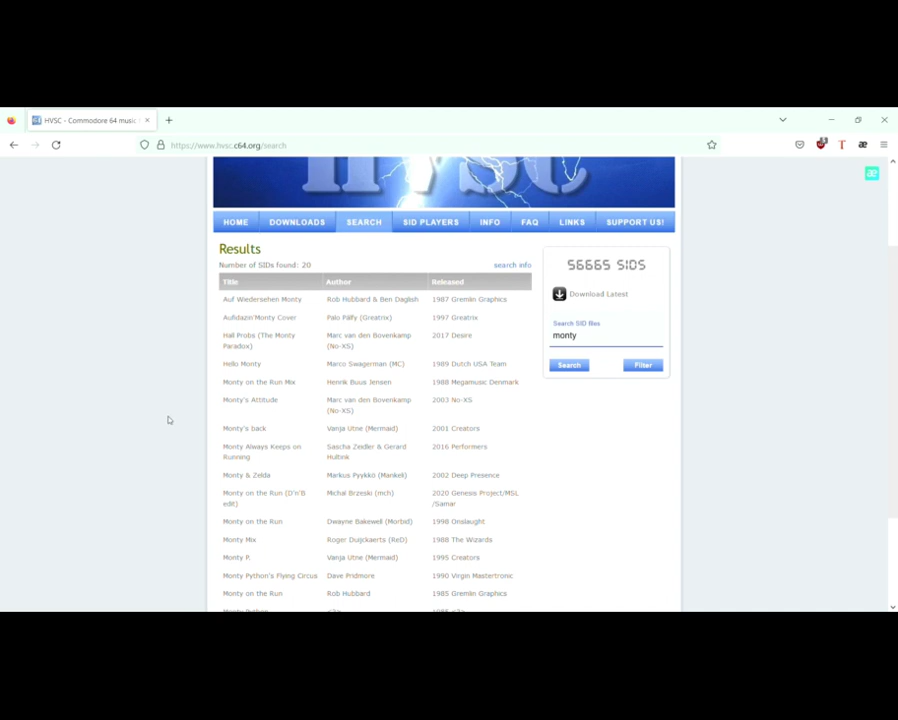 HVSC - Commodore 64 music
https://www.hvsc.c64.org/search
HVSC
HOME DOWNLOADS SEARCH SID PLAYERS INFO FAQ LINKS SUPPORT US!
Results
Number of SIDs found: 20 search info
Title Author Released
Auf Wiedersehen Monty Rob Hubbard & Ben Daglish 1987 Gremlin Graphics
Aufidazin'Monty Cover Palo Pálfy (Greatrix) 1997 Greatrix
Hall Probs (The Monty Marc van den Bovenkamp 2017 Desire
Paradox) (No-XS)
Hello Monty Marco Swagerman (MC) 1989 Dutch USA Team
Monty on the Run Mix Henrik Buus Jensen 1988 Megamusic Denmark
Monty's Attitude Marc van den Bovenkamp 2003 No-XS
(No-XS)
Monty's back Vanja Utne (Mermaid) 2001 Creators
Monty Always Keeps on Sascha Zeidler & Gerard 2016 Performers
Running Hultink
Monty & Zelda Markus Pyykkö (Mankeli) 2002 Deep Presence
Monty on the Run (D'n'B Michal Brzeski (mch) 2020 Genesis Project/MSL
edit) /Samar
Monty on the Run Dwayne Bakewell (Morbid) 1998 Onslaught
Monty Mix Roger Duijckaerts (ReD) 1988 The Wizards
Monty P. Vanja Utne (Mermaid) 1995 Creators
Monty Python's Flying Circus Dave Pridmore 1990 Virgin Mastertronic
Monty on the Run Rob Hubbard 1985 Gremlin Graphics
Monty Python <?>
56665 SIDS
Download Latest
Search SID files
monty
Search Filter